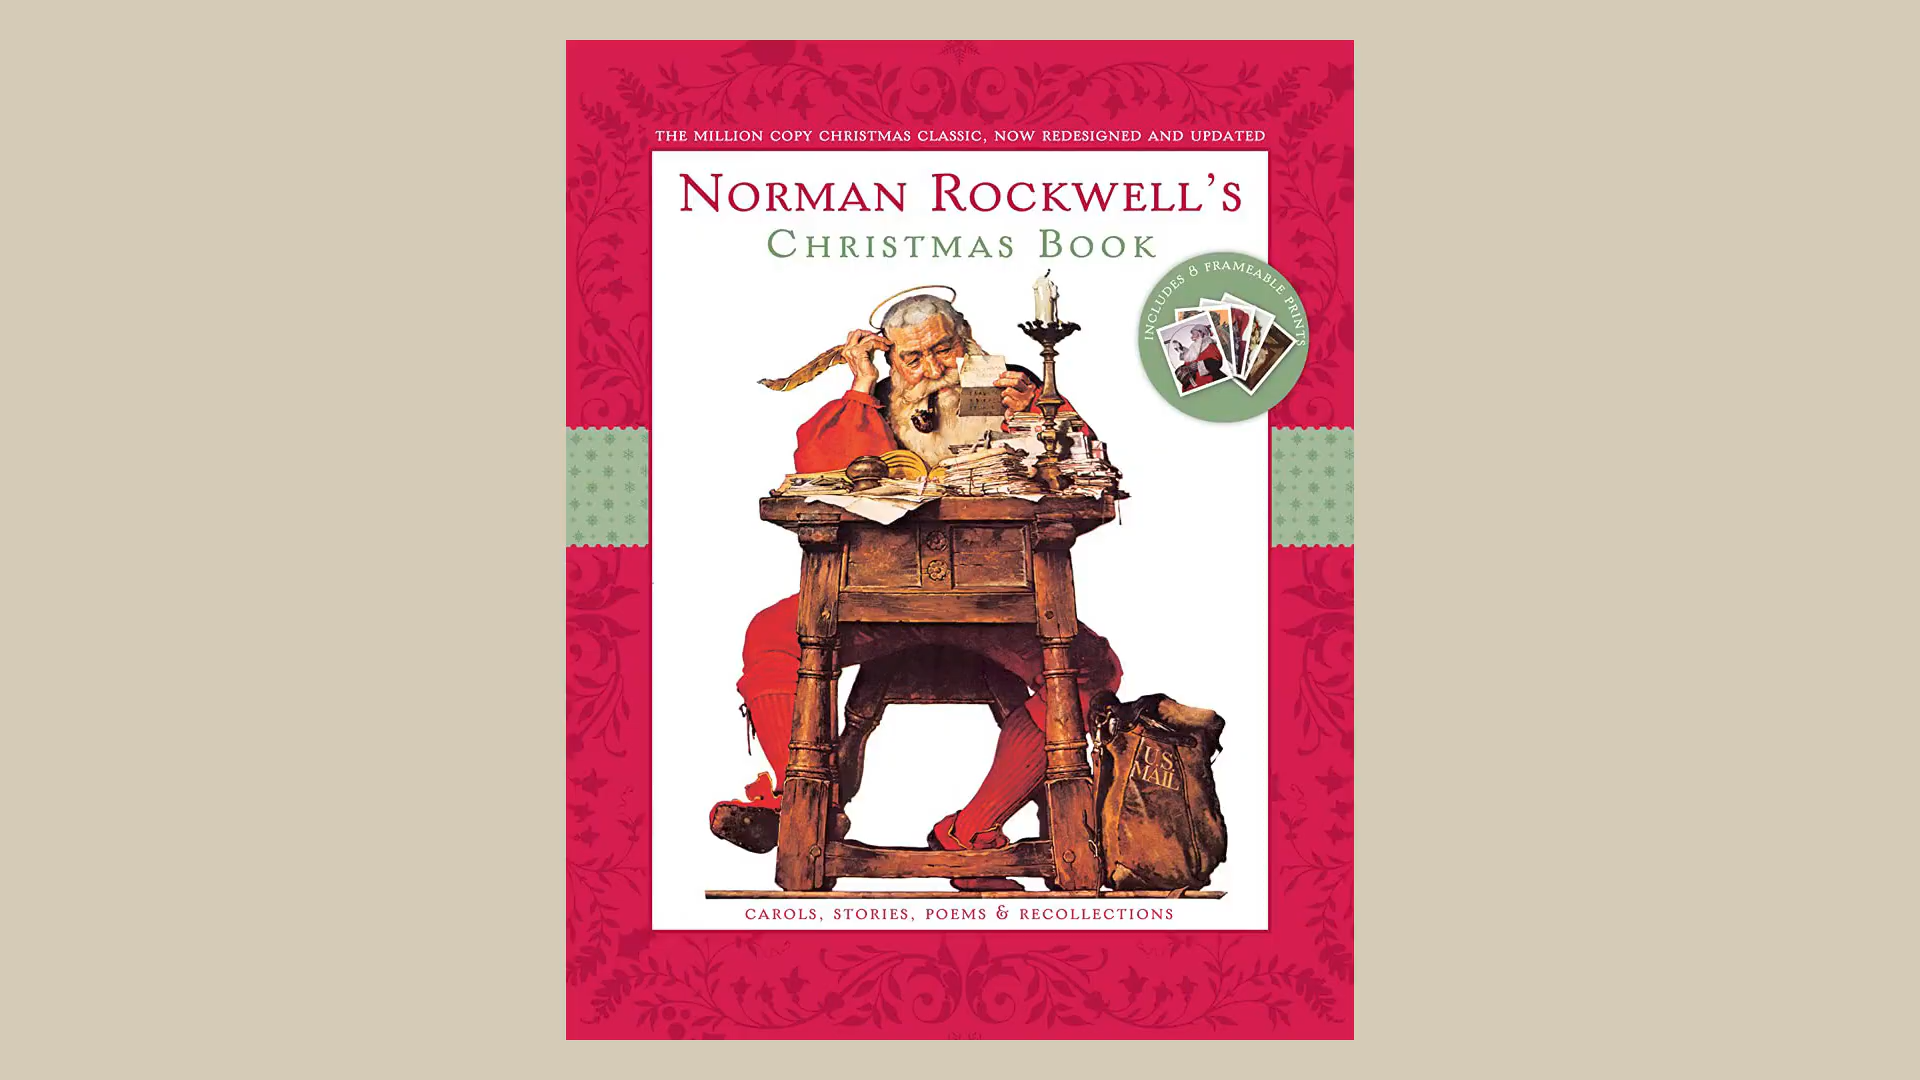 THE MILLION COPY CHRISTMAS CLASSIC, NOW REDESIGNED AND UPDATED
NORMAN ROCKWELL'S
CHRISTMAS BOOK
INCLUDES 8 FRAMEABLE PRINTS
U.S.
MAIL
CAROLS, STORIES, POEMS & RECOLLECTIONS